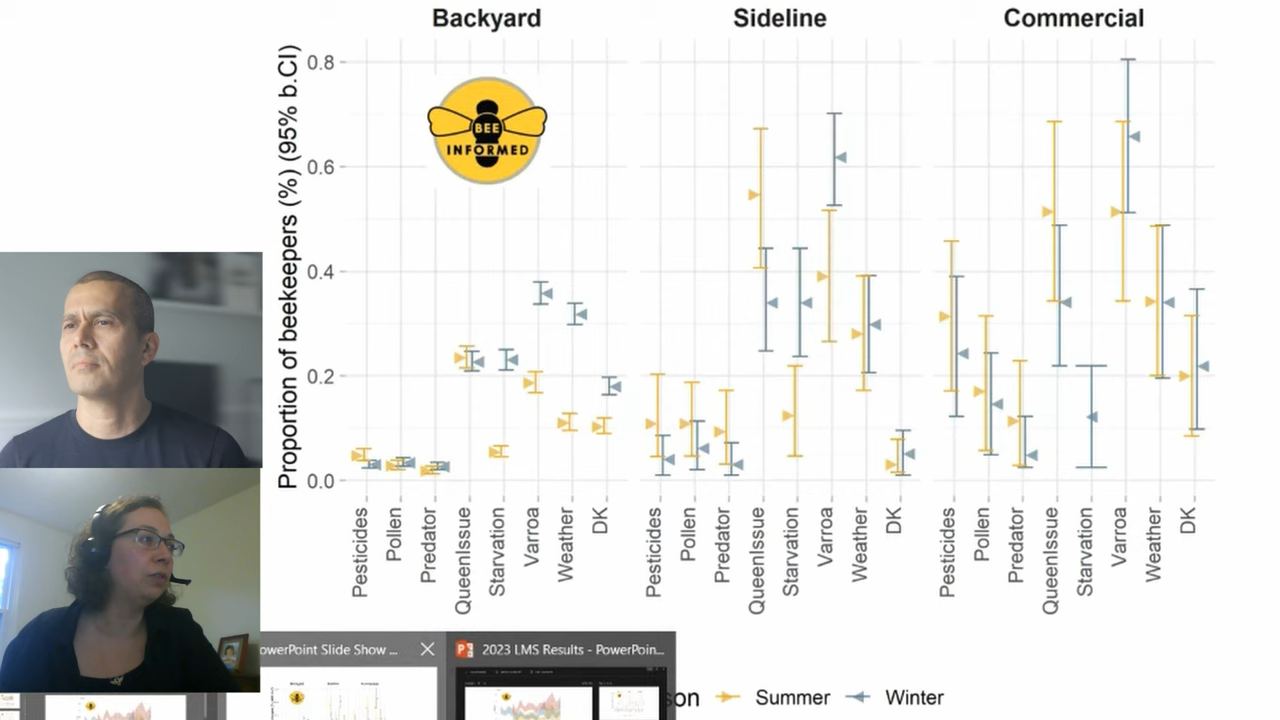 Backyard
Sideline
Commercial
Proportion of beekeepers (%) (95% b.CI)
0.8
0.6
0.4
0.2
0.0
BEE
INFORMED
Pesticides
Pollen
Predator
QueenIssue
Starvation
Varroa
Weather
DK
Pesticides
Pollen
Predator
QueenIssue
Starvation
Varroa
Weather
DK
Pesticides
Pollen
Predator
QueenIssue
Starvation
Varroa
Weather
DK
owerPoint Slide Show ...
2023 LMS Results - PowerPoin...
son
Summer
Winter